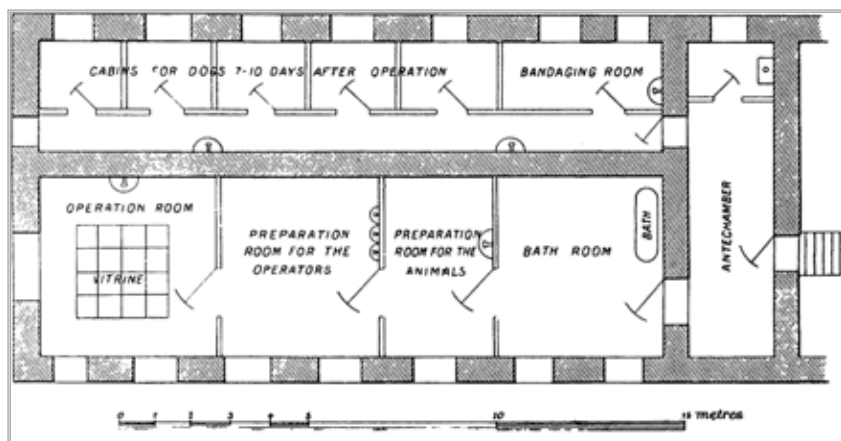 CABINS FOR DOGS 7-10 DAYS AFTER OPERATION
BANDAGING ROOM
OPERATION ROOM
VITRINE
PREPARATION
ROOM FOR THE
OPERATORS
PREPARATION
ROOM FOR THE
ANIMALS
BATH ROOM
BATH
ANTECHAMBER
0 1 2 3 4 5 10 15 metres